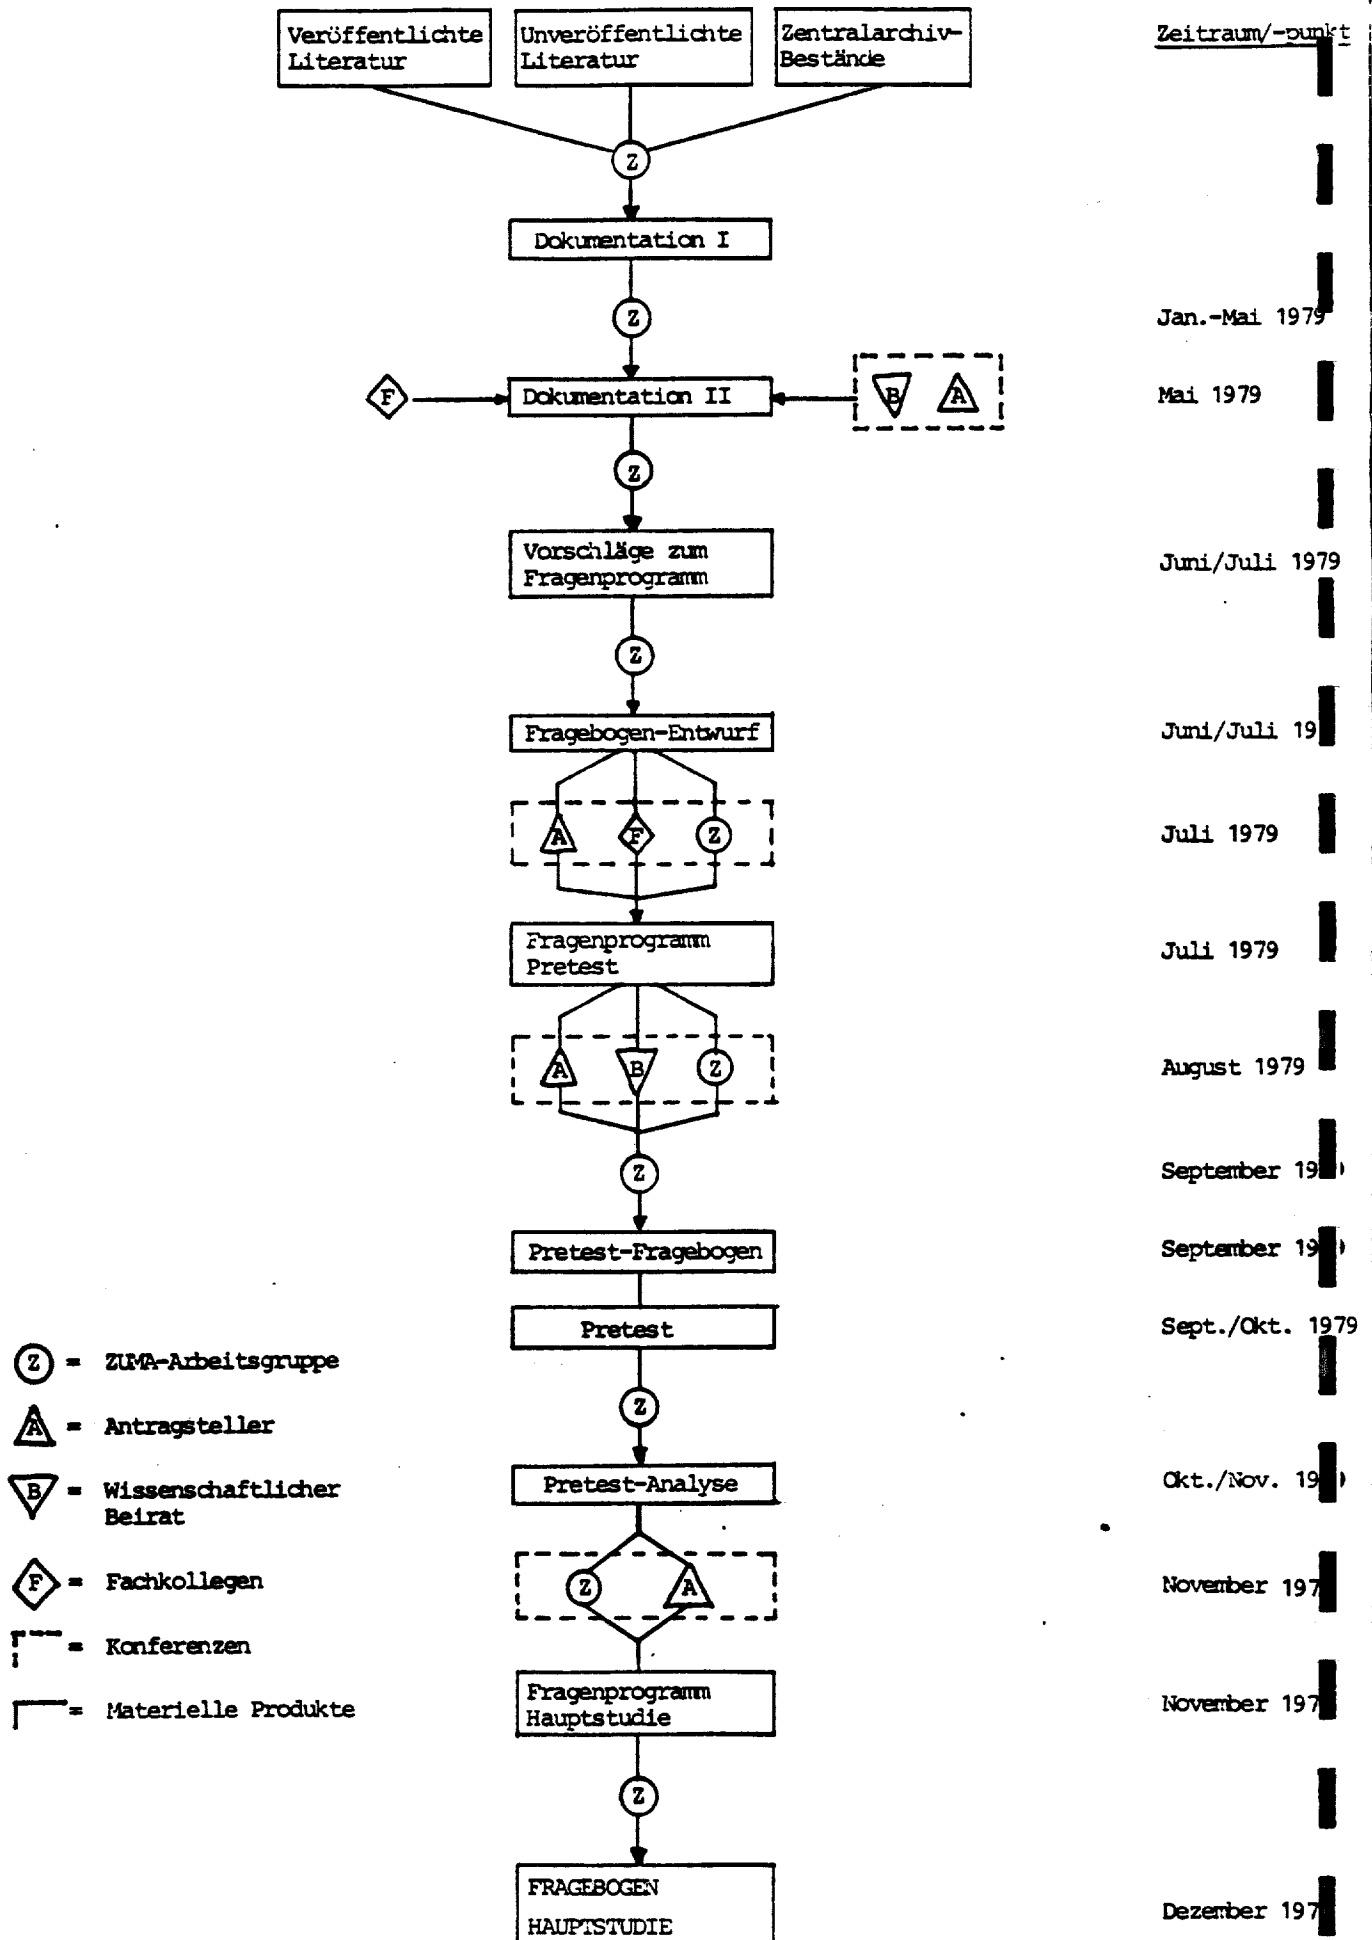 Veröffentlichte
Literatur
Unveröffentlichte
Literatur
Zentralarchiv-
Bestände
Zeitraum/-punkt
Z
Dokumentation I
Z
Jan.-Mai 1979
F
Dokumentation II
B
A
Mai 1979
Z
Vorschläge zum
Fragenprogramm
Juni/Juli 1979
Z
Fragebogen-Entwurf
Juni/Juli 19
A
F
Z
Juli 1979
Fragenprogramm
Pretest
Juli 1979
A
B
Z
August 1979
Z
September 19
Pretest-Fragebogen
September 19
Pretest
Sept./Okt. 1979
Z = ZUMA-Arbeitsgruppe
Z
A = Antragsteller
Pretest-Analyse
Okt./Nov. 19
B = Wissenschaftlicher
Beirat
F = Fachkollegen
Z
A
November 197
= Konferenzen
= Materielle Produkte
Fragenprogramm
Hauptstudie
November 197
Z
FRAGEBOGEN
HAUPTSTUDIE
Dezember 197